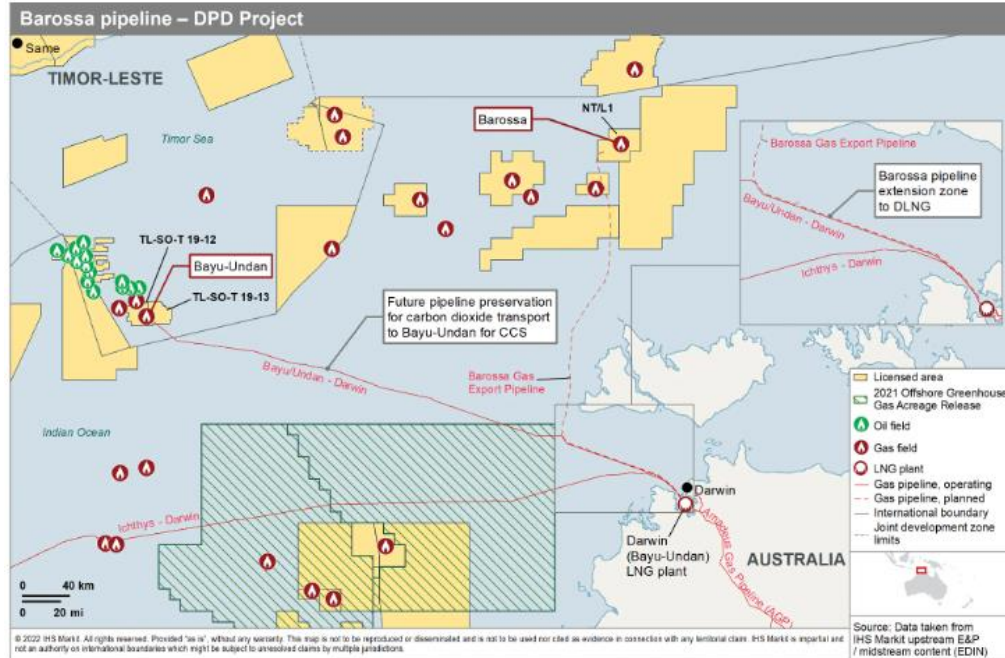 Barossa pipeline – DPD Project
Same
TIMOR-LESTE
Timor Sea
NT/L1
Barossa
Barossa Gas Export Pipeline
Barossa pipeline
extension zone
to DLNG
Bayu/Undan - Darwin
Ichthys - Darwin
TL-SO-T 19-12
Bayu-Undan
TL-SO-T 19-13
Future pipeline preservation
for carbon dioxide transport
to Bayu-Undan for CCS
Bayu/Undan - Darwin
Barossa Gas
Export Pipeline
Indian Ocean
Ichthys - Darwin
Darwin
Darwin
(Bayu-Undan)
LNG plant
Amadeus Gas Pipeline (AGP)
AUSTRALIA
Licensed area
2021 Offshore Greenhouse
Gas Acreage Release
Oil field
Gas field
LNG plant
Gas pipeline, operating
Gas pipeline, planned
International boundary
Joint development zone
limits
0 40 km
0 20 mi
Source: Data taken from
IHS Markit upstream E&P
/ midstream content (EDIN)
© 2022 IHS Markit. All rights reserved. Provided "as is", without any warranty. This map is not to be reproduced or disseminated and is not to be used nor cited as evidence in connection with any territorial claim. IHS Markit is impartial and
not an authority on international boundaries which might be subject to unresolved claims by multiple jurisdictions.